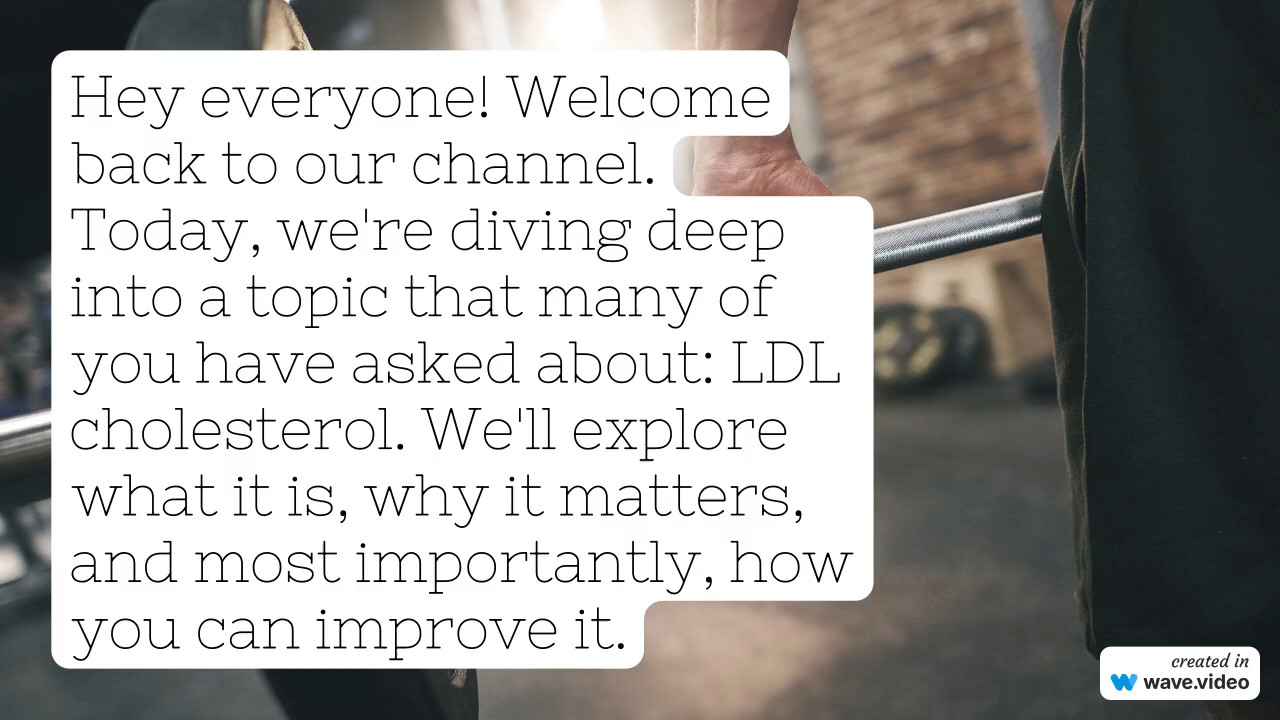 Hey everyone! Welcome
back to our channel.
Today, we're diving deep
into a topic that many of
you have asked about: LDL
cholesterol. We'll explore
what it is, why it matters,
and most importantly, how
you can improve it.
created in
wave.video